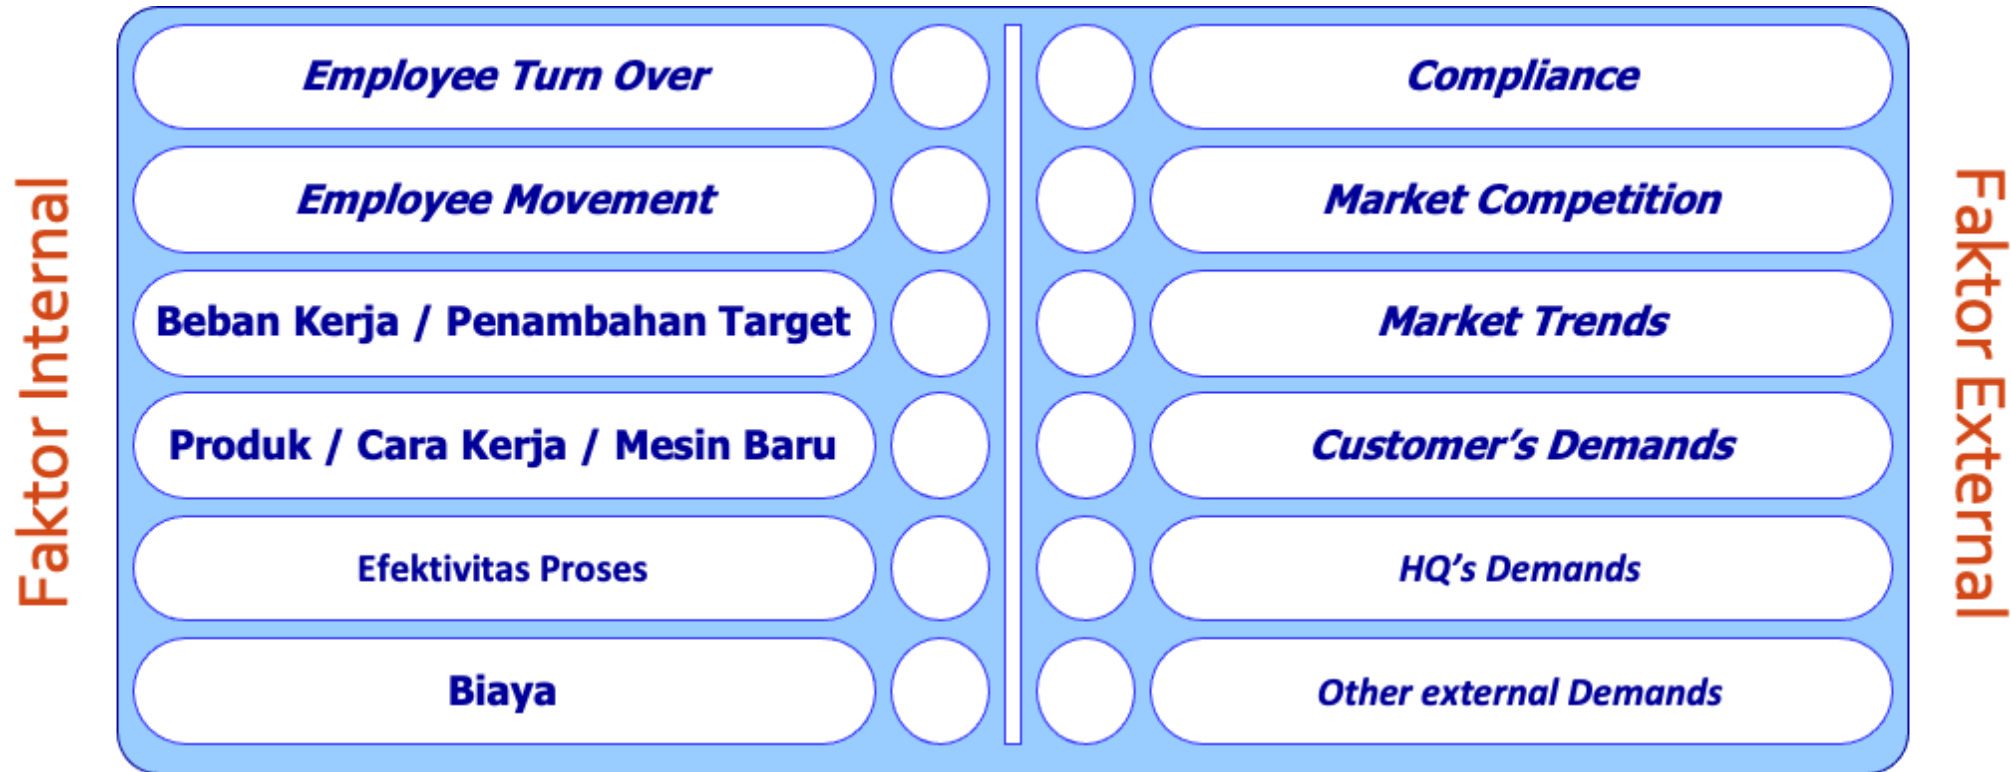 Faktor Internal
Employee Turn Over
Employee Movement
Beban Kerja / Penambahan Target
Produk / Cara Kerja / Mesin Baru
Efektivitas Proses
Biaya
Compliance
Market Competition
Market Trends
Customer’s Demands
HQ’s Demands
Other external Demands
Faktor External